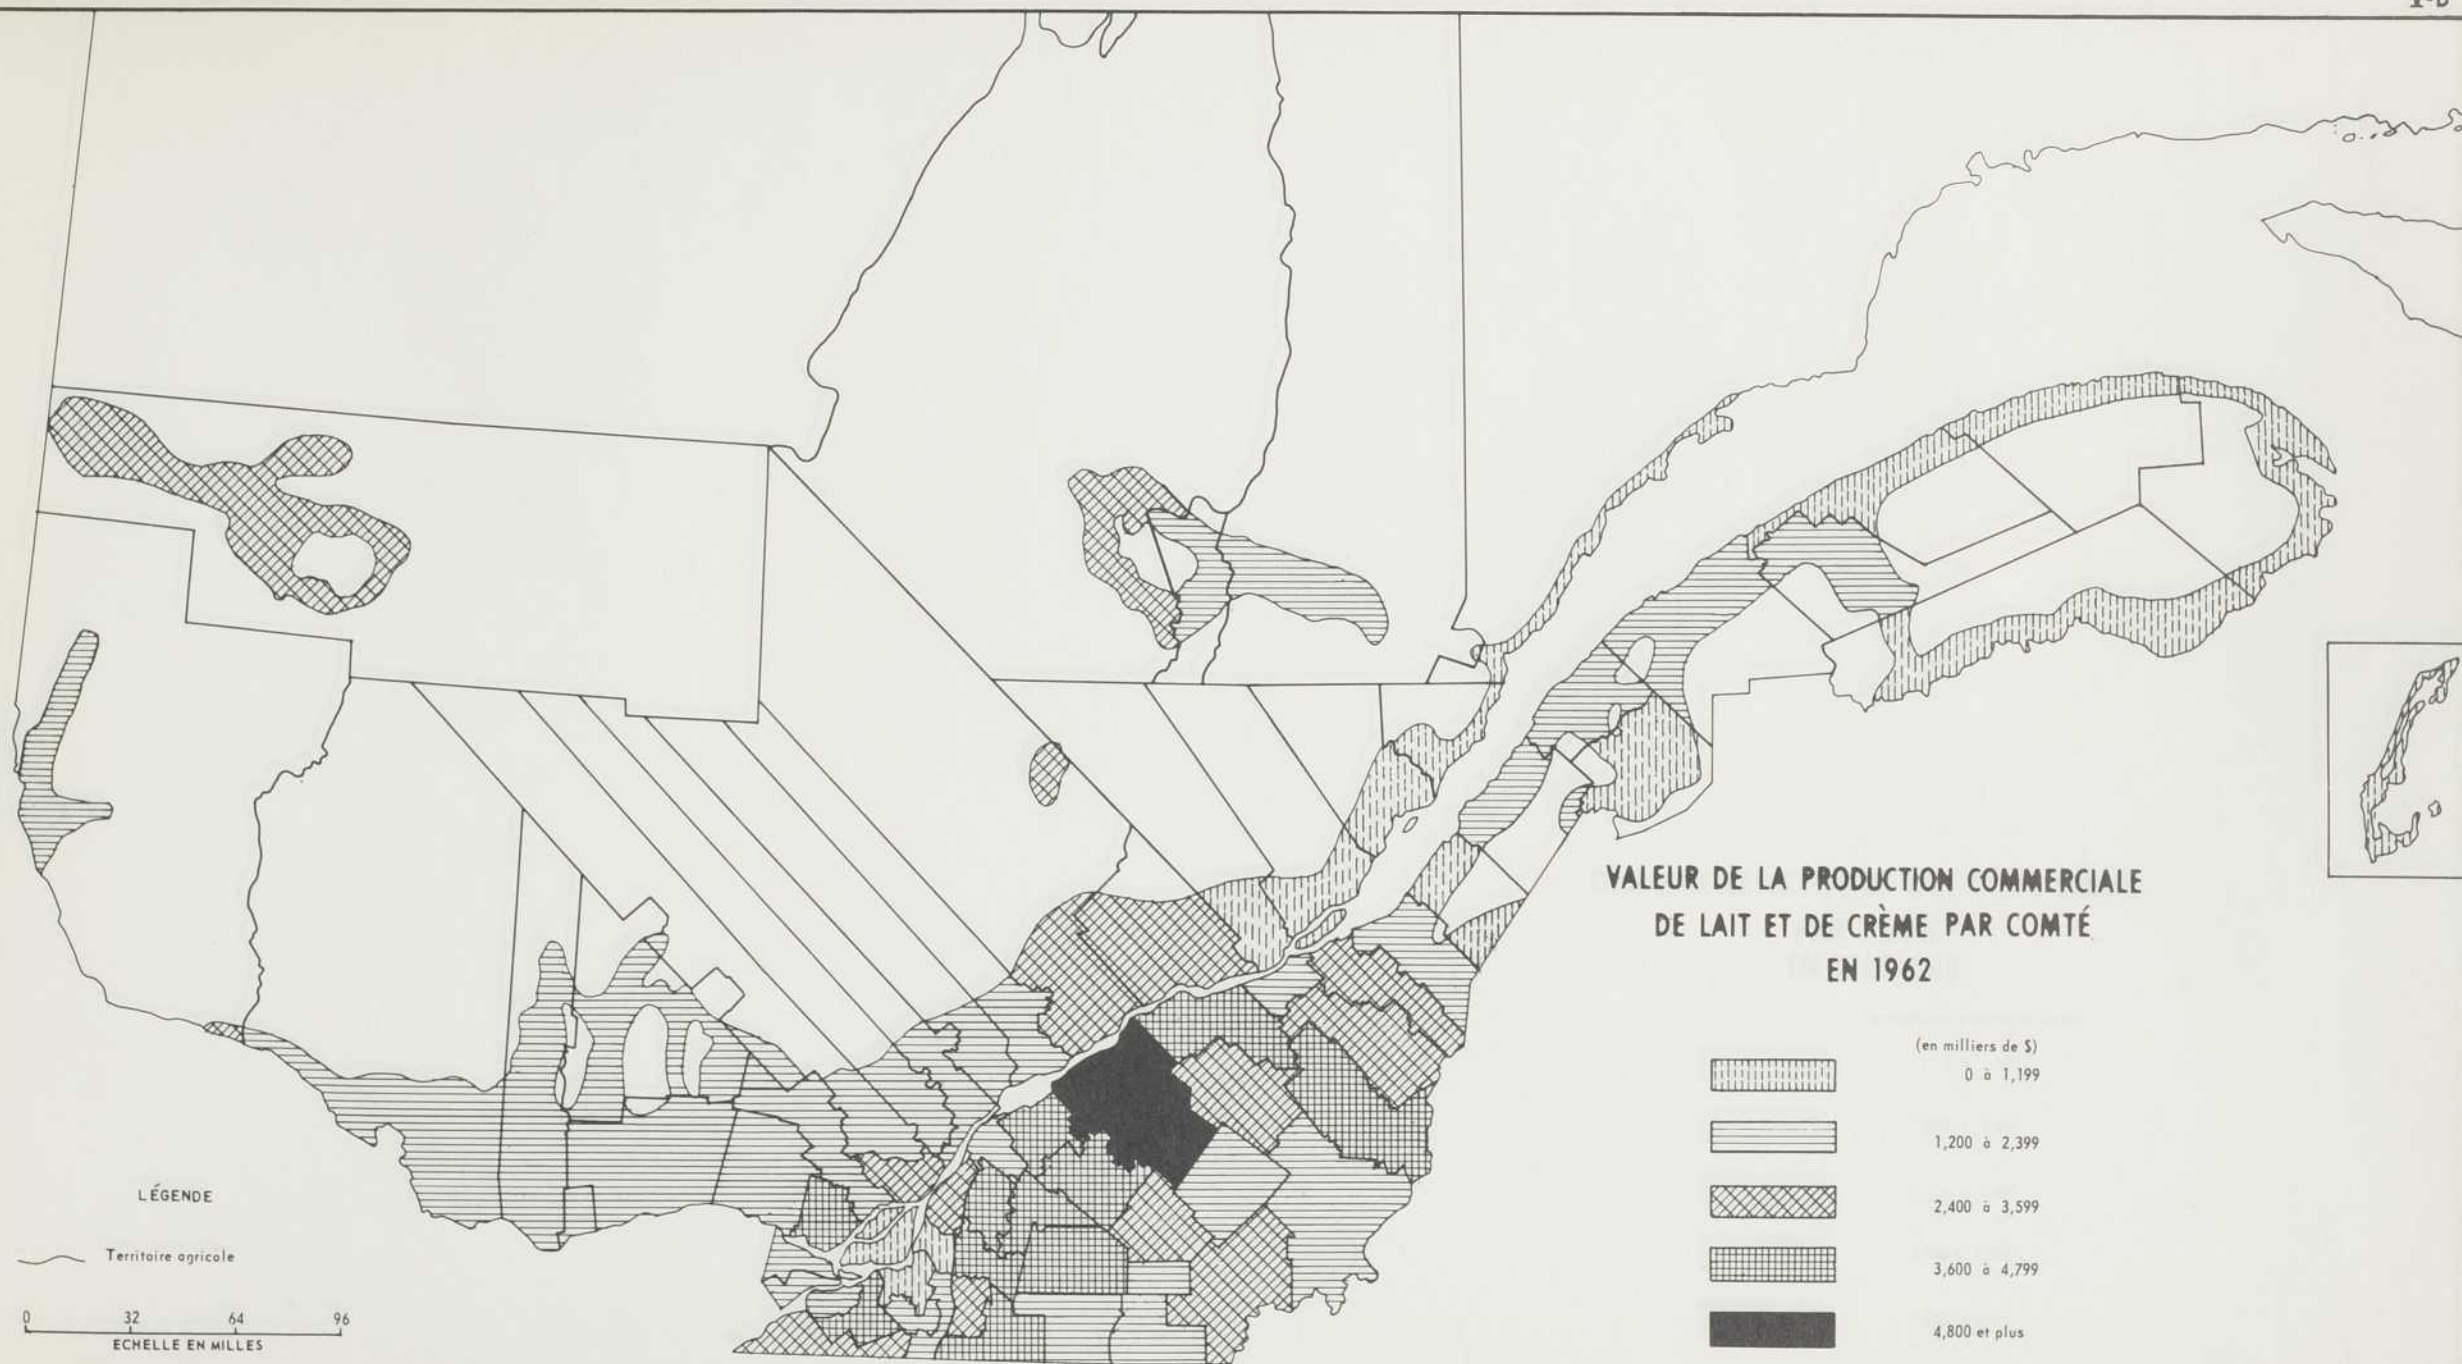 VALEUR DE LA PRODUCTION COMMERCIALE
DE LAIT ET DE CRÈME PAR COMTÉ
EN 1962
(en milliers de $)
0 à 1,199
1,200 à 2,399
2,400 à 3,599
3,600 à 4,799
4,800 et plus
LÉGENDE
Territoire agricole
0 32 64 96
ECHELLE EN MILLES